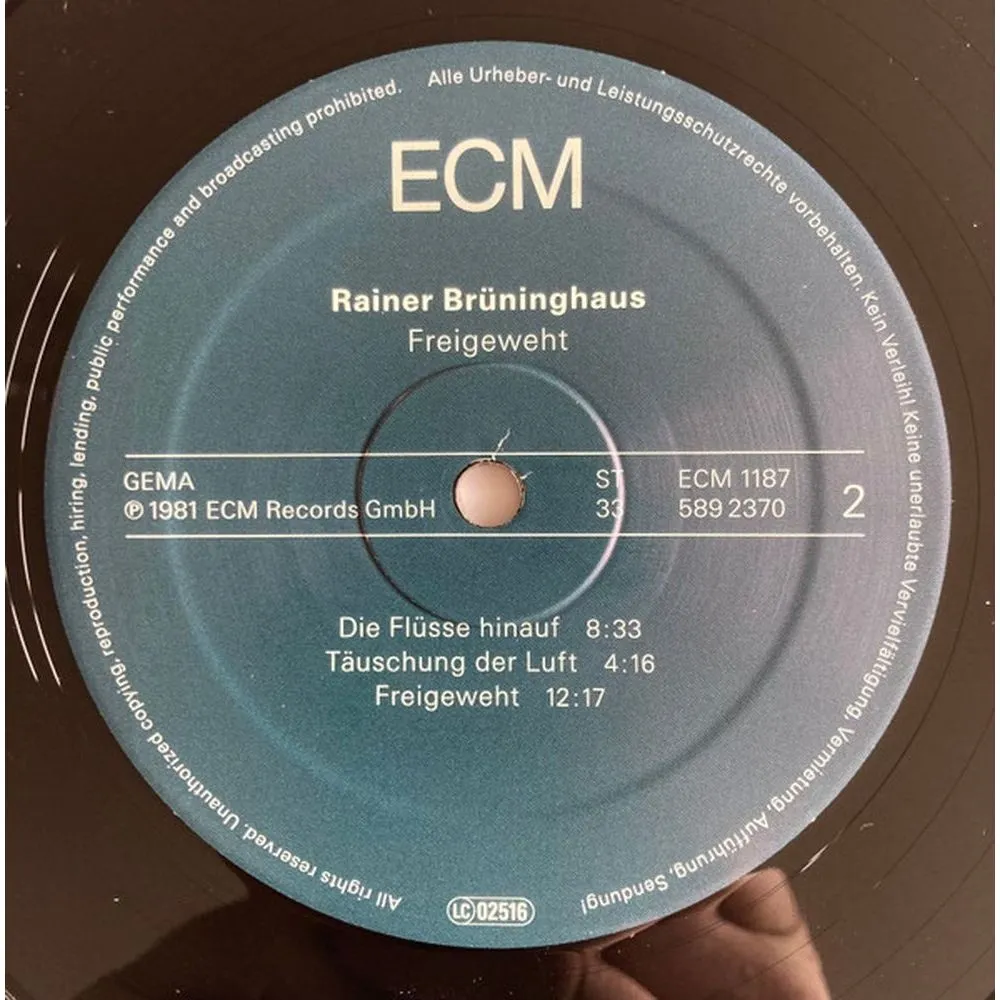 ECM
Rainer Brüninghaus
Freigeweht
GEMA
℗ 1981 ECM Records GmbH
ST
33
ECM 1187
589 2370
2
Die Flüsse hinauf 8:33
Täuschung der Luft 4:16
Freigeweht 12:17
LC 02516
Alle Urheber- und Leistungsschutzrechte vorbehalten. Kein Verleih! Keine unerlaubte Vervielfältigung, Vermietung, Aufführung, Sendung!
All rights reserved. Unauthorized copying, reproduction, hiring, lending, public performance and broadcasting prohibited.